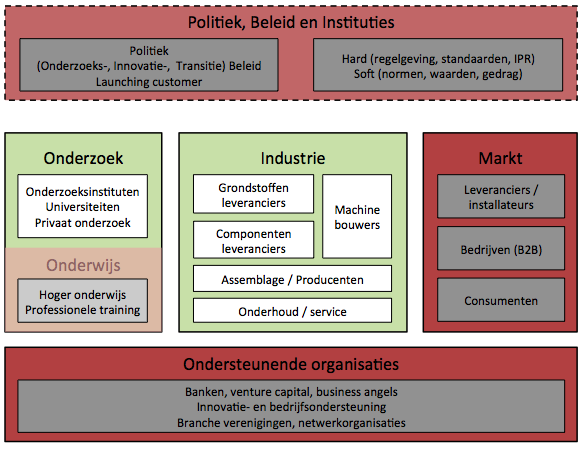 Politiek, Beleid en Instituties
Politiek
(Onderzoeks-, Innovatie-, Transitie) Beleid
Launching customer
Hard (regelgeving, standaarden, IPR)
Soft (normen, waarden, gedrag)
Onderzoek
Onderzoeksinstituten
Universiteiten
Privaat onderzoek
Onderwijs
Hoger onderwijs
Professionele training
Industrie
Grondstoffen
leveranciers
Componenten
leveranciers
Machine
bouwers
Assemblage / Producenten
Onderhoud / service
Markt
Leveranciers /
installateurs
Bedrijven (B2B)
Consumenten
Ondersteunende organisaties
Banken, venture capital, business angels
Innovatie- en bedrijfsondersteuning
Branche verenigingen, netwerkorganisaties